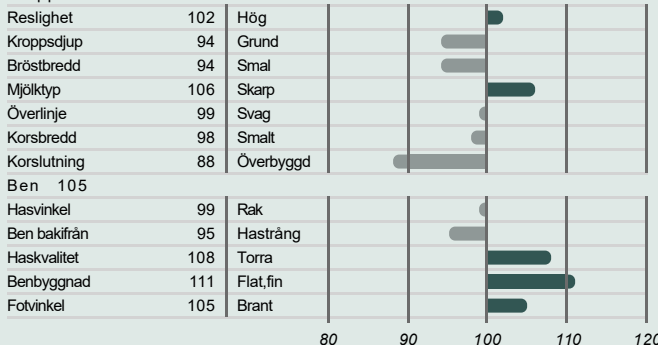 Reslighet 102 Hög
Kroppsdjup 94 Grund
Bröstbredd 94 Smal
Mjölktyp 106 Skarp
Överlinje 99 Svag
Korsbredd 98 Smalt
Korslutning 88 Överbyggd
Ben 105
Hasvinkel 99 Rak
Ben bakifrån 95 Hastrång
Haskvalitet 108 Torra
Benbyggnad 111 Flat,fin
Fotvinkel 105 Brant
80 90 100 110 120